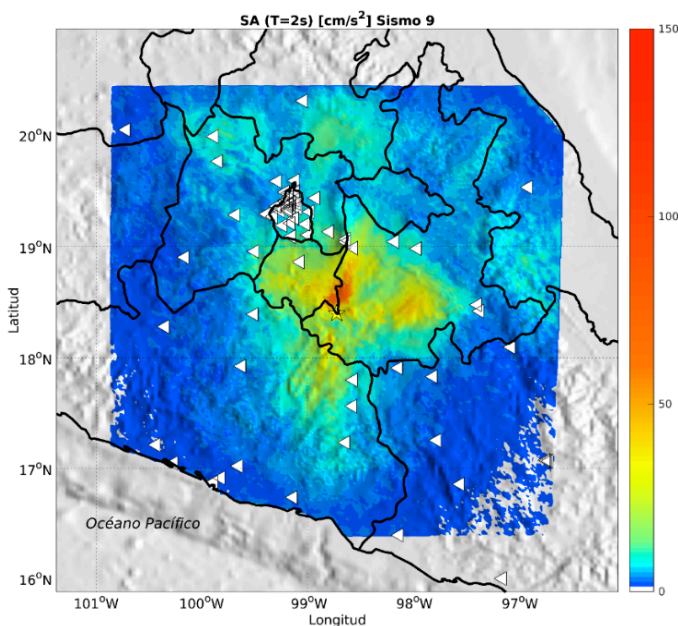 SA (T=2s) [cm/s²] Sismo 9
150
20°N
100
19°N
Latitud
18°N
50
17°N
Océano Pacífico
16°N
0
101°W 100°W 99°W 98°W 97°W
Longitud